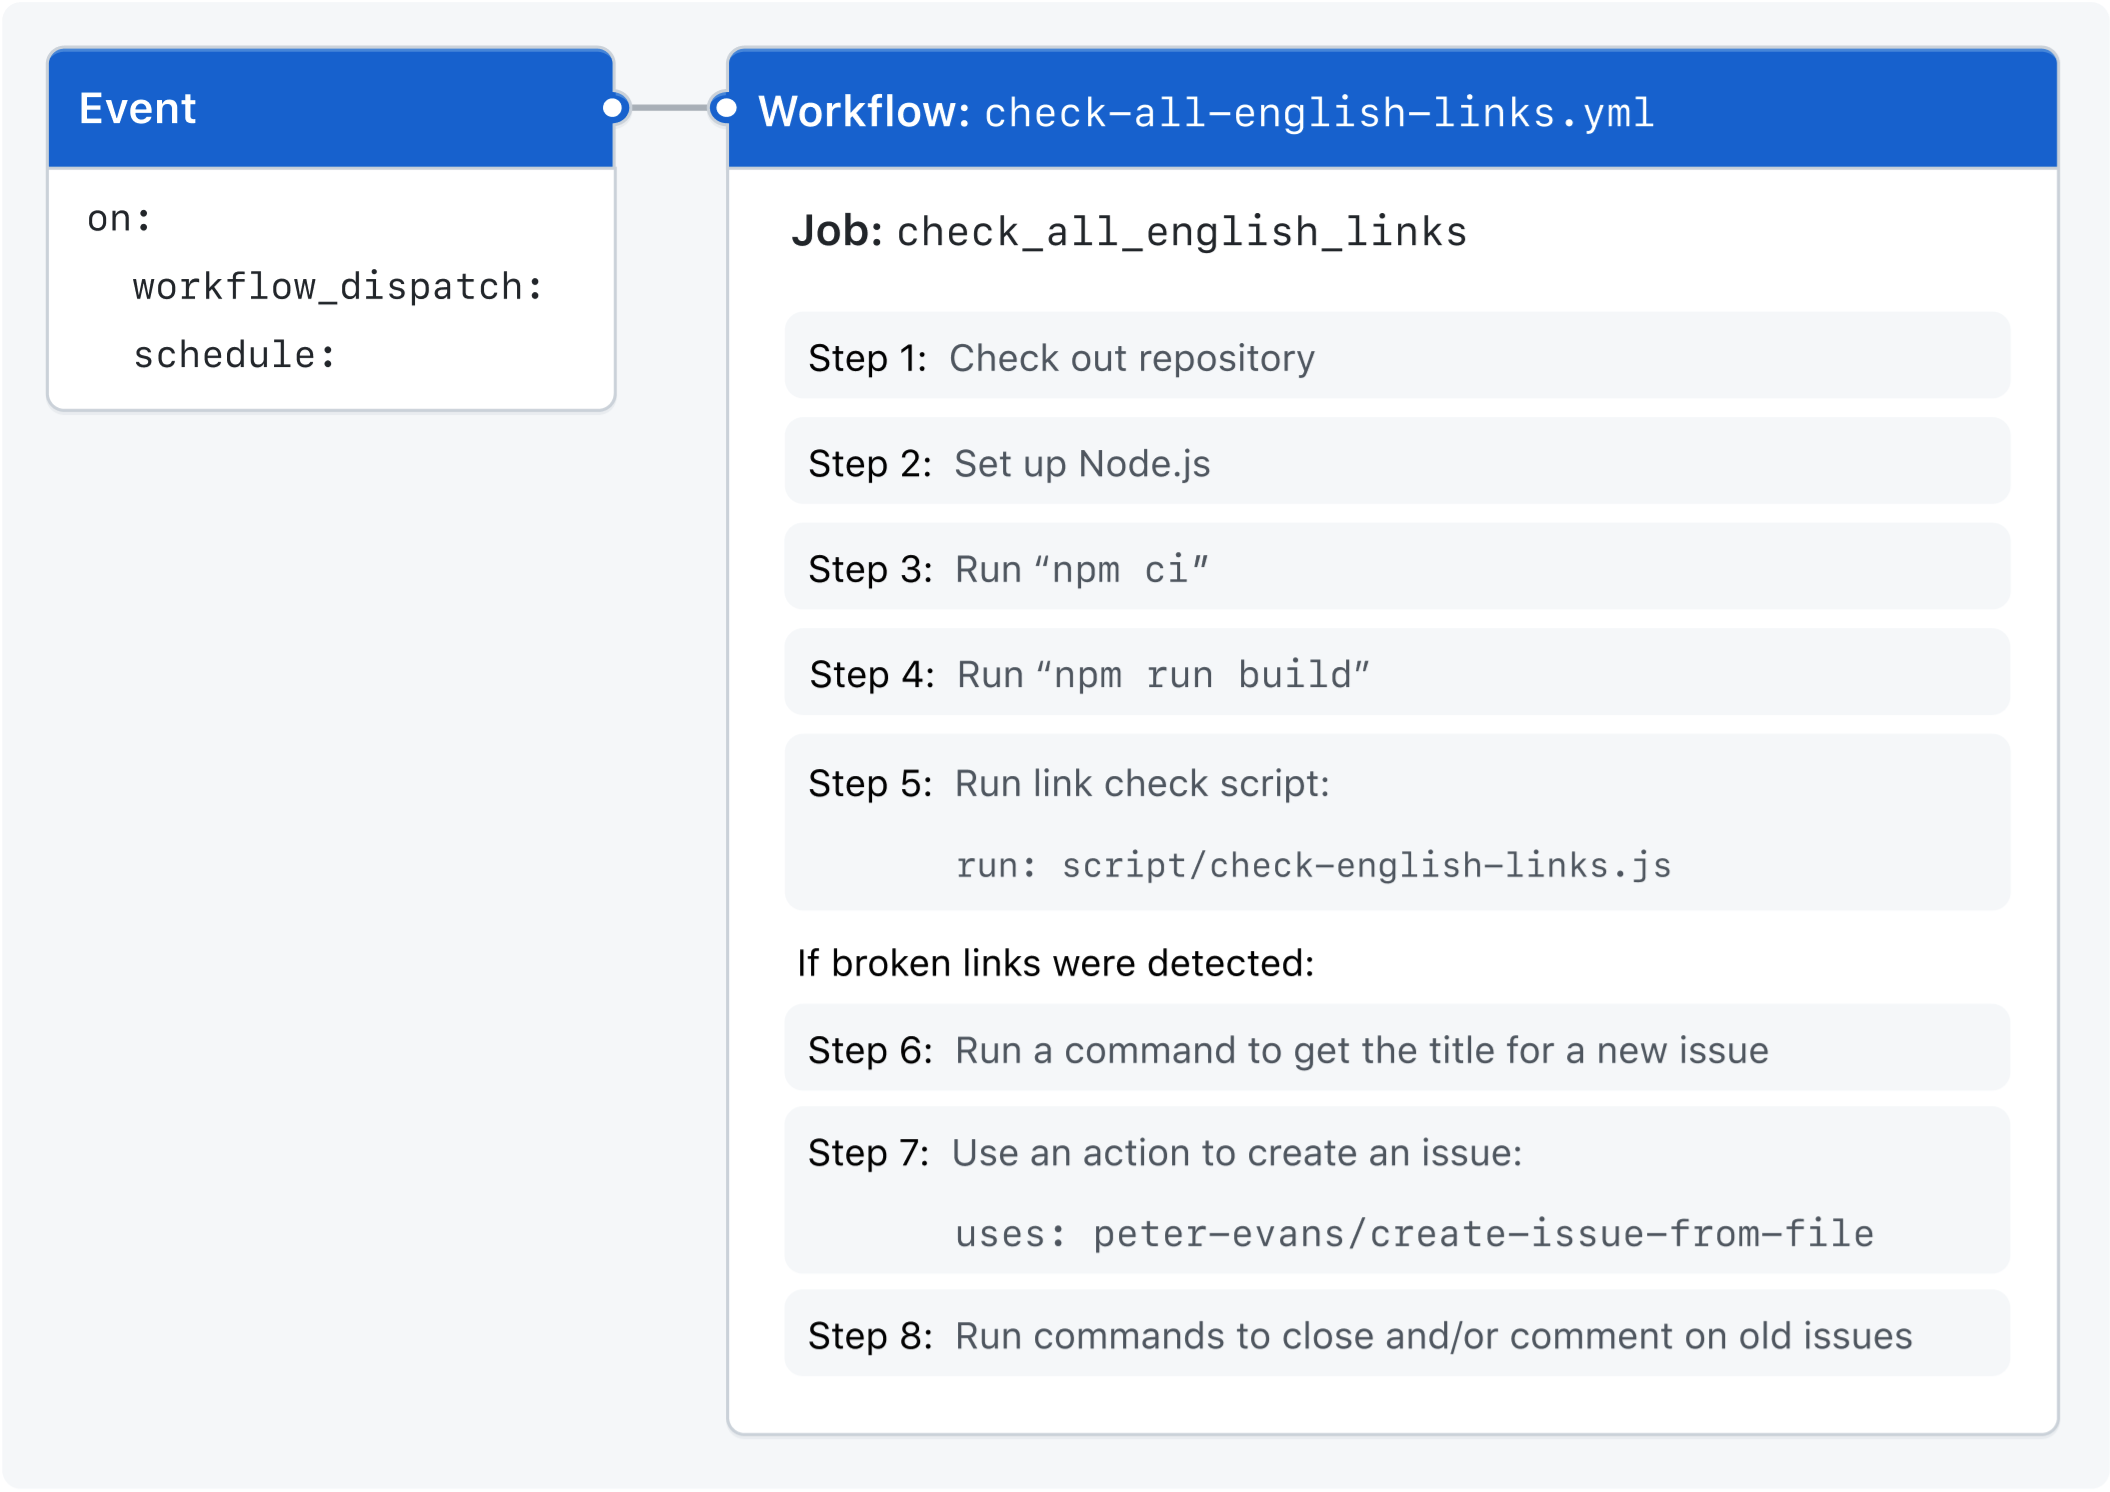 Event
on:
workflow_dispatch:
schedule:
Workflow: check-all-english-links.yml
Job: check_all_english_links
Step 1: Check out repository
Step 2: Set up Node.js
Step 3: Run “npm ci”
Step 4: Run “npm run build”
Step 5: Run link check script:
run: script/check-english-links.js
If broken links were detected:
Step 6: Run a command to get the title for a new issue
Step 7: Use an action to create an issue:
uses: peter-evans/create-issue-from-file
Step 8: Run commands to close and/or comment on old issues